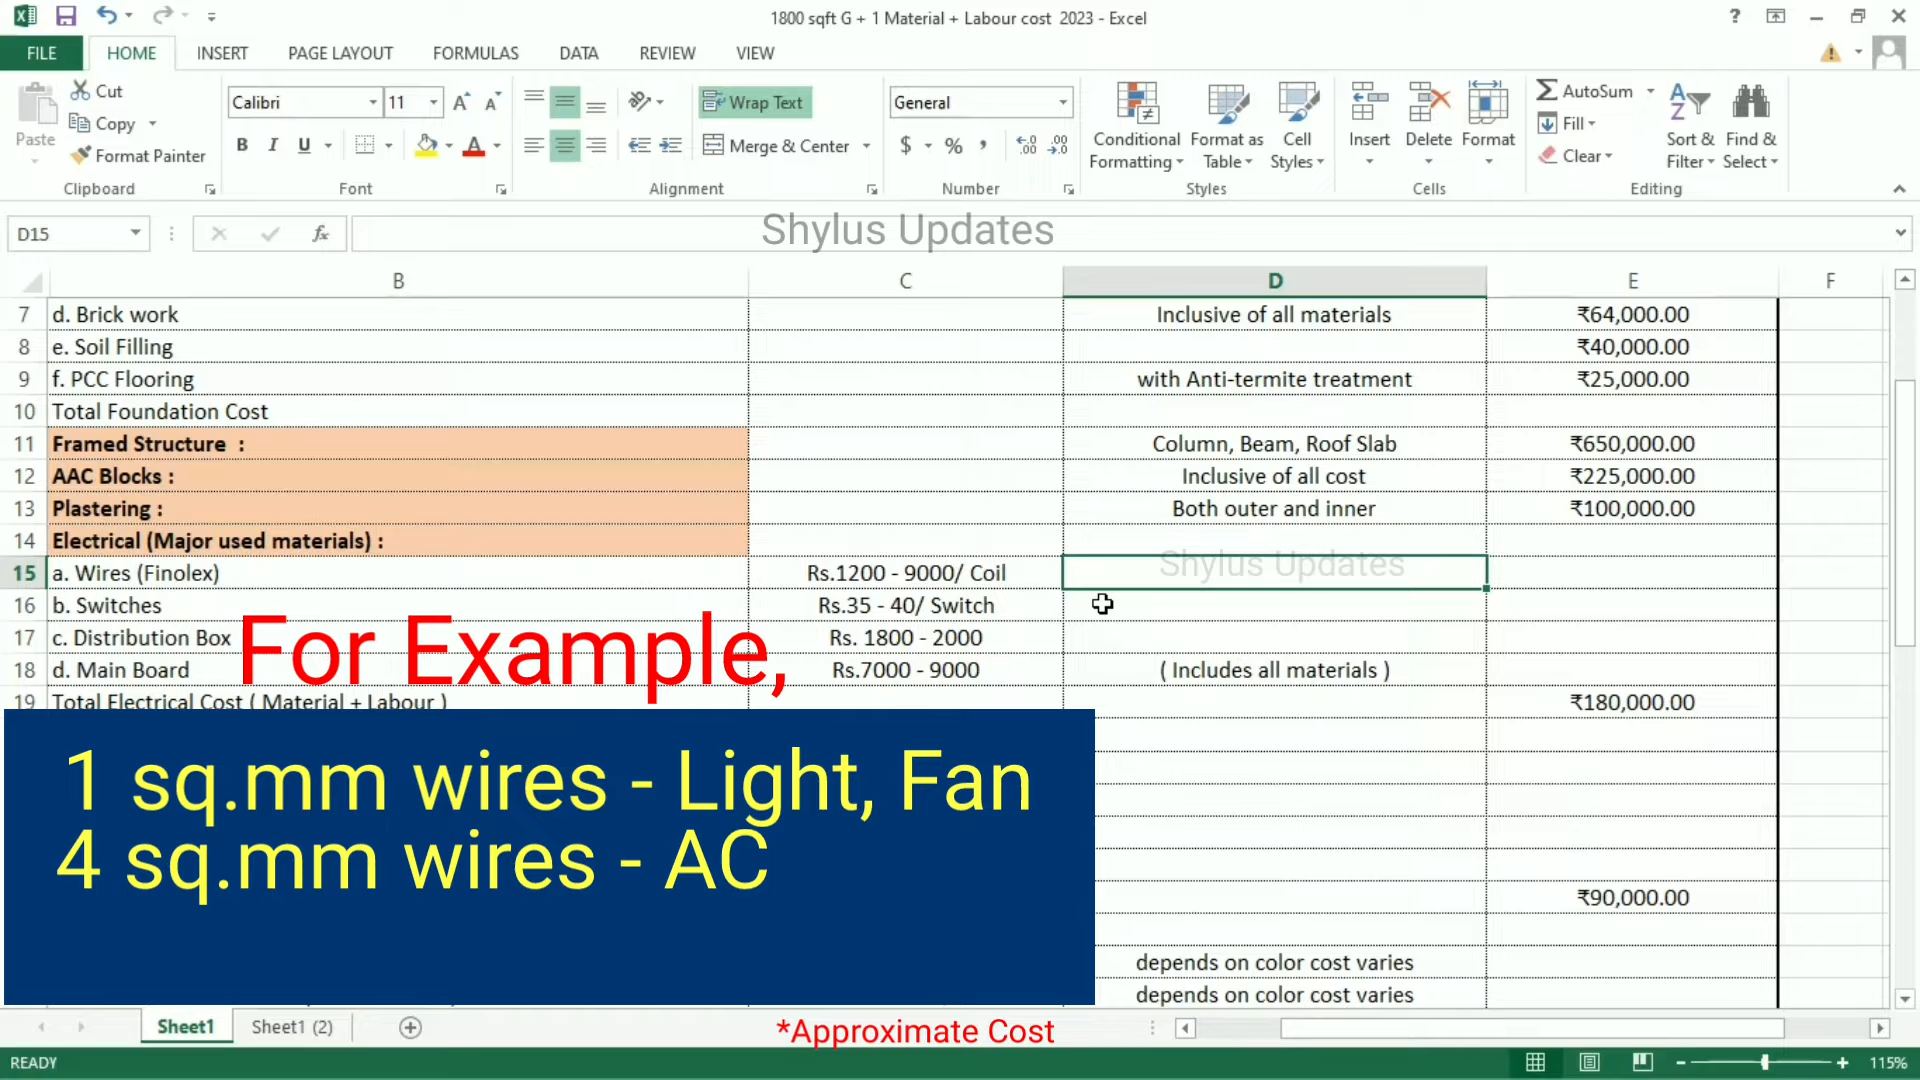 1800 sqft G + 1 Material + Labour cost 2023 - Excel
?
FILE HOME INSERT PAGE LAYOUT FORMULAS DATA REVIEW VIEW
Cut
Copy
Format Painter
Paste
Clipboard
Calibri 11
B I U
Font
Wrap Text
Merge & Center
Alignment
General
$ % ,
Number
Conditional Formatting
Format as Table
Cell Styles
Styles
Insert Delete Format
Cells
AutoSum
Fill
Clear
Sort & Filter
Find & Select
Editing
D15
fx
Shylus Updates
B C D E F
7 d. Brick work Inclusive of all materials ₹64,000.00
8 e. Soil Filling ₹40,000.00
9 f. PCC Flooring with Anti-termite treatment ₹25,000.00
10 Total Foundation Cost
11 Framed Structure : Column, Beam, Roof Slab ₹650,000.00
12 AAC Blocks : Inclusive of all cost ₹225,000.00
13 Plastering : Both outer and inner ₹100,000.00
14 Electrical (Major used materials) :
15 a. Wires (Finolex) Rs.1200 - 9000/ Coil
Shylus Updates
16 b. Switches Rs.35 - 40/ Switch
17 c. Distribution Box Rs. 1800 - 2000
18 d. Main Board Rs.7000 - 9000 ( Includes all materials )
19 Total Electrical Cost ( Material + Labour ) ₹180,000.00
For Example,
1 sq.mm wires - Light, Fan
4 sq.mm wires - AC
₹90,000.00
depends on color cost varies
depends on color cost varies
Sheet1 Sheet1 (2)
*Approximate Cost
READY
115%